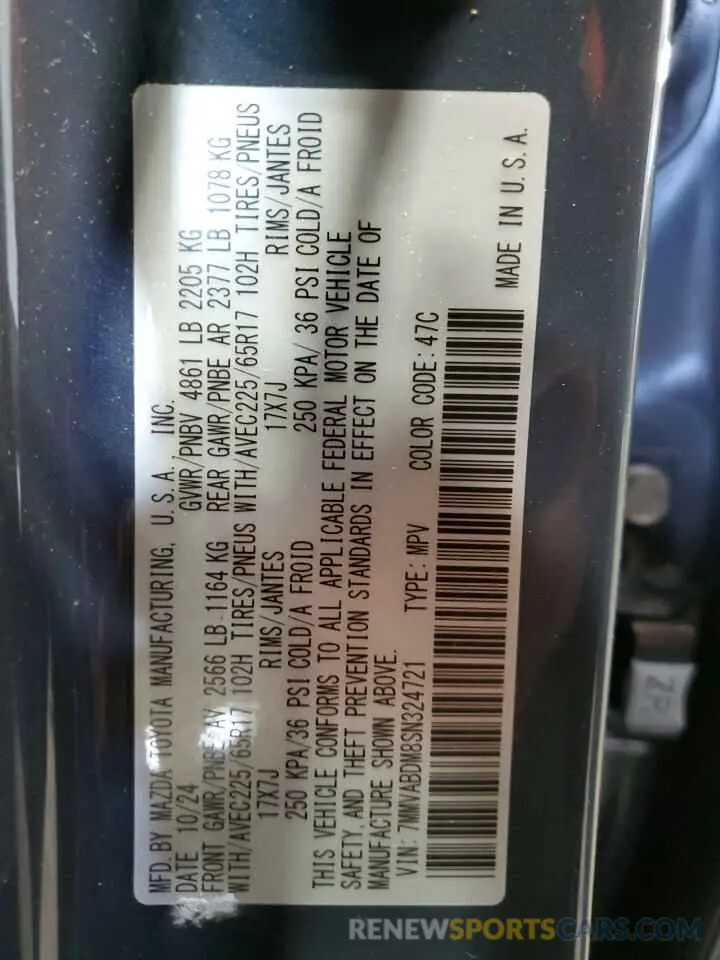 MFD.BY MAZDA TOYOTA MANUFACTURING, U.S.A. INC.
DATE 10/24 GVWR/PNBV 4861 LB 2205 KG
FRONT GAWR/PNBE AV 2566 LB 1164 KG REAR GAWR/PNBE AR 2377 LB 1078 KG
WITH/AVEC225/65R17 102H TIRES/PNEUS WITH/AVEC225/65R17 102H TIRES/PNEUS
17X7J RIMS/JANTES 17X7J RIMS/JANTES
250 KPA/36 PSI COLD/A FROID 250 KPA/ 36 PSI COLD/A FROID
THIS VEHICLE CONFORMS TO ALL APPLICABLE FEDERAL MOTOR VEHICLE
SAFETY, AND THEFT PREVENTION STANDARDS IN EFFECT ON THE DATE OF
MANUFACTURE SHOWN ABOVE.
VIN: 7MMVABDM8SN324721 TYPE: MPV COLOR CODE: 47C
MADE IN U.S.A.
RENEWSPORTSCARS.COM